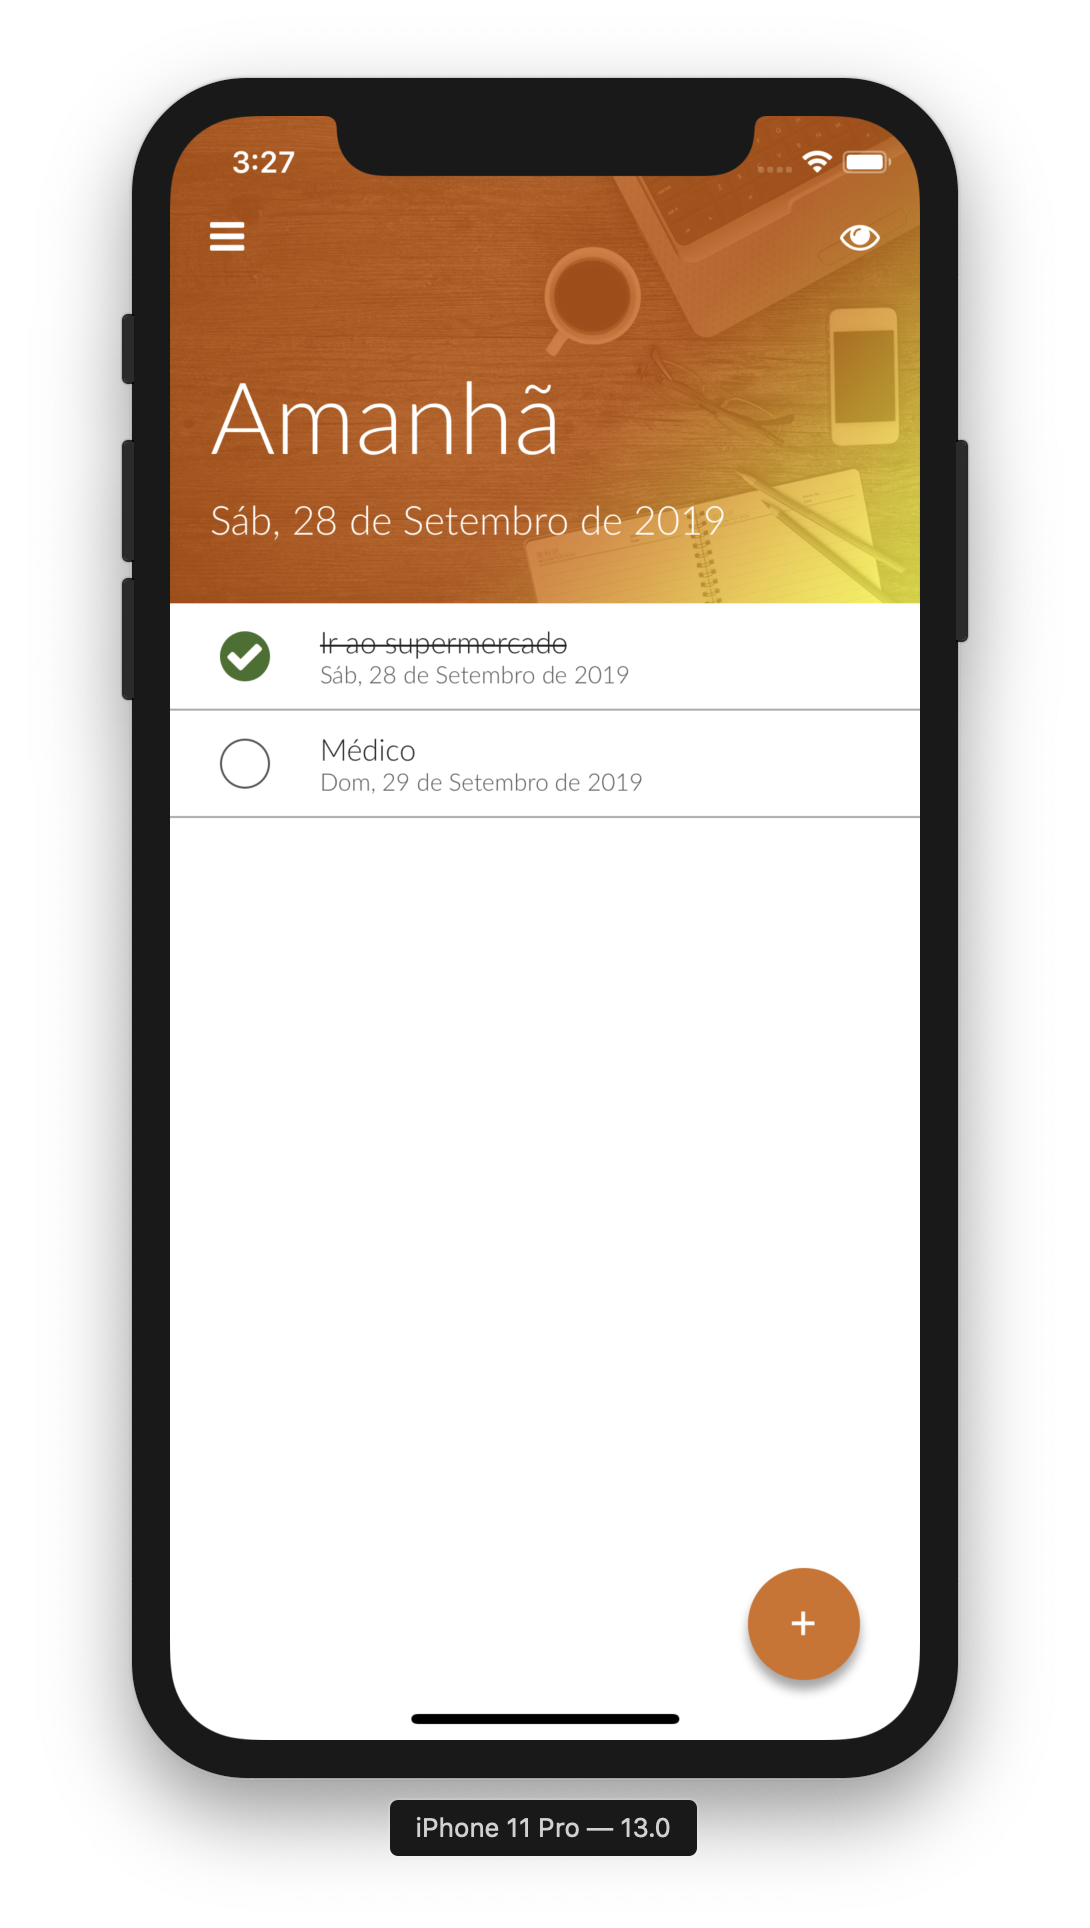 3:27
Amanhã
Sáb, 28 de Setembro de 2019
Ir ao supermercado
Sáb, 28 de Setembro de 2019
Médico
Dom, 29 de Setembro de 2019
+
iPhone 11 Pro — 13.0